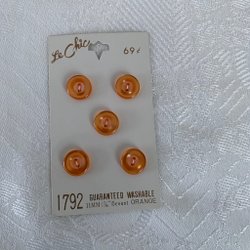 Le Chic
69¢
1792 GUARANTEED WASHABLE
ORANGE